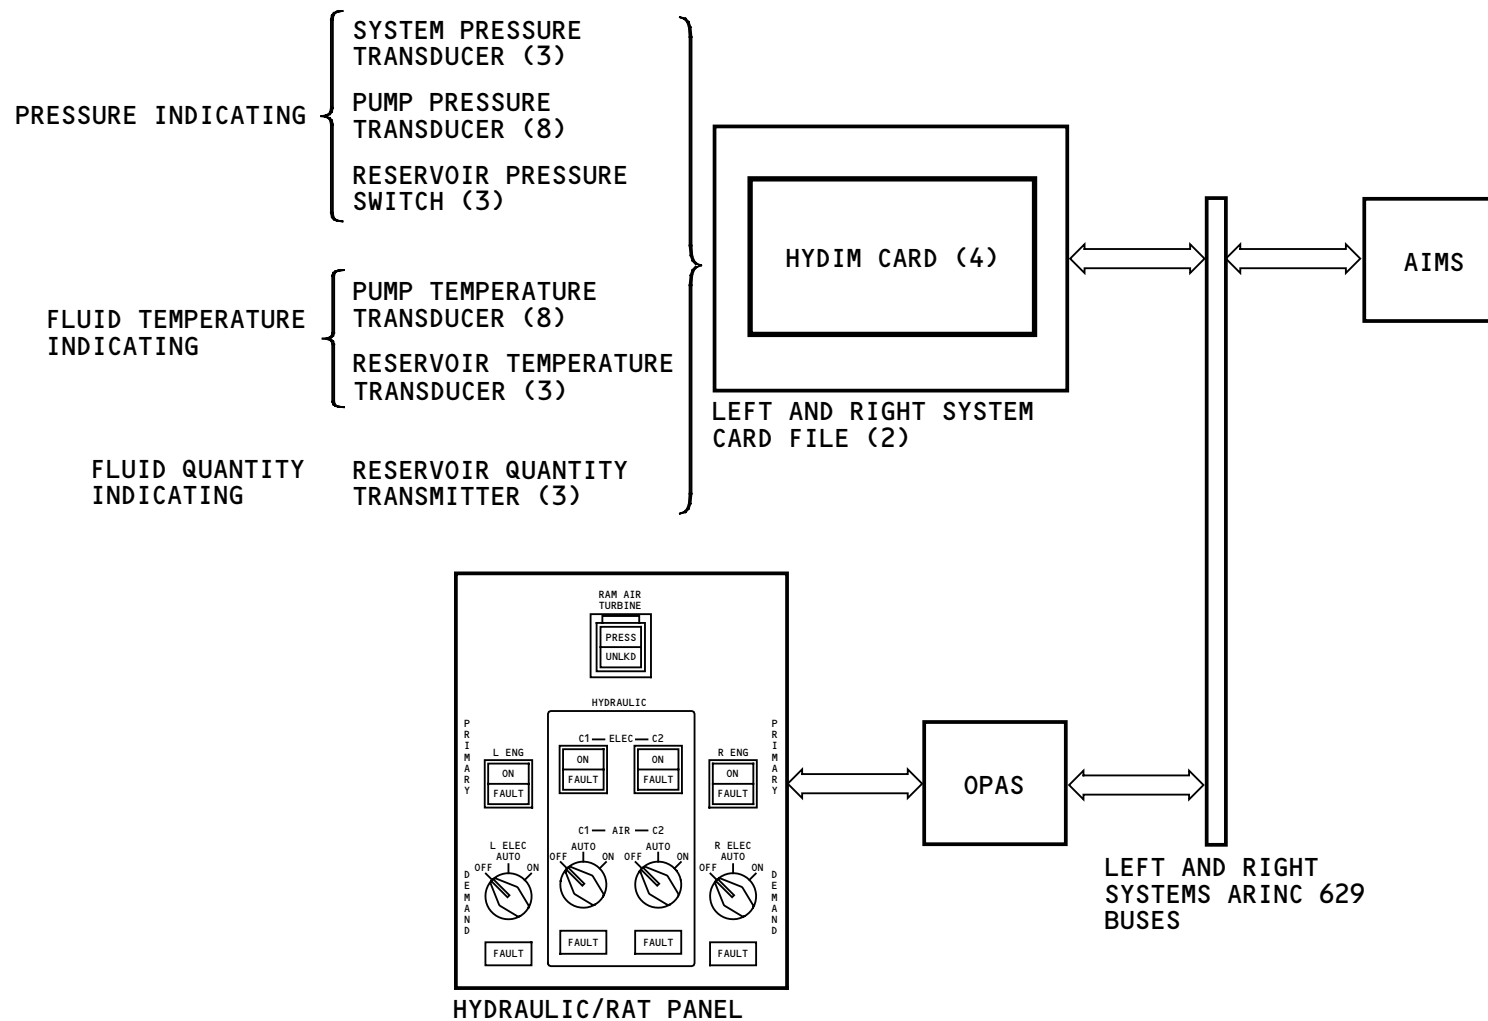 PRESSURE INDICATING
SYSTEM PRESSURE
TRANSDUCER (3)
PUMP PRESSURE
TRANSDUCER (8)
RESERVOIR PRESSURE
SWITCH (3)
FLUID TEMPERATURE
INDICATING
PUMP TEMPERATURE
TRANSDUCER (8)
RESERVOIR TEMPERATURE
TRANSDUCER (3)
FLUID QUANTITY
INDICATING
RESERVOIR QUANTITY
TRANSMITTER (3)
HYDIM CARD (4)
LEFT AND RIGHT SYSTEM
CARD FILE (2)
AIMS
RAM AIR
TURBINE
PRESS
UNLKD
HYDRAULIC
PRIMARY
L ENG
ON
FAULT
C1 — ELEC — C2
ON
FAULT
ON
FAULT
R ENG
ON
FAULT
PRIMARY
DEMAND
L ELEC
AUTO
OFF
ON
FAULT
C1 — AIR — C2
AUTO
OFF
ON
FAULT
AUTO
OFF
ON
FAULT
R ELEC
AUTO
OFF
ON
FAULT
DEMAND
HYDRAULIC/RAT PANEL
OPAS
LEFT AND RIGHT
SYSTEMS ARINC 629
BUSES